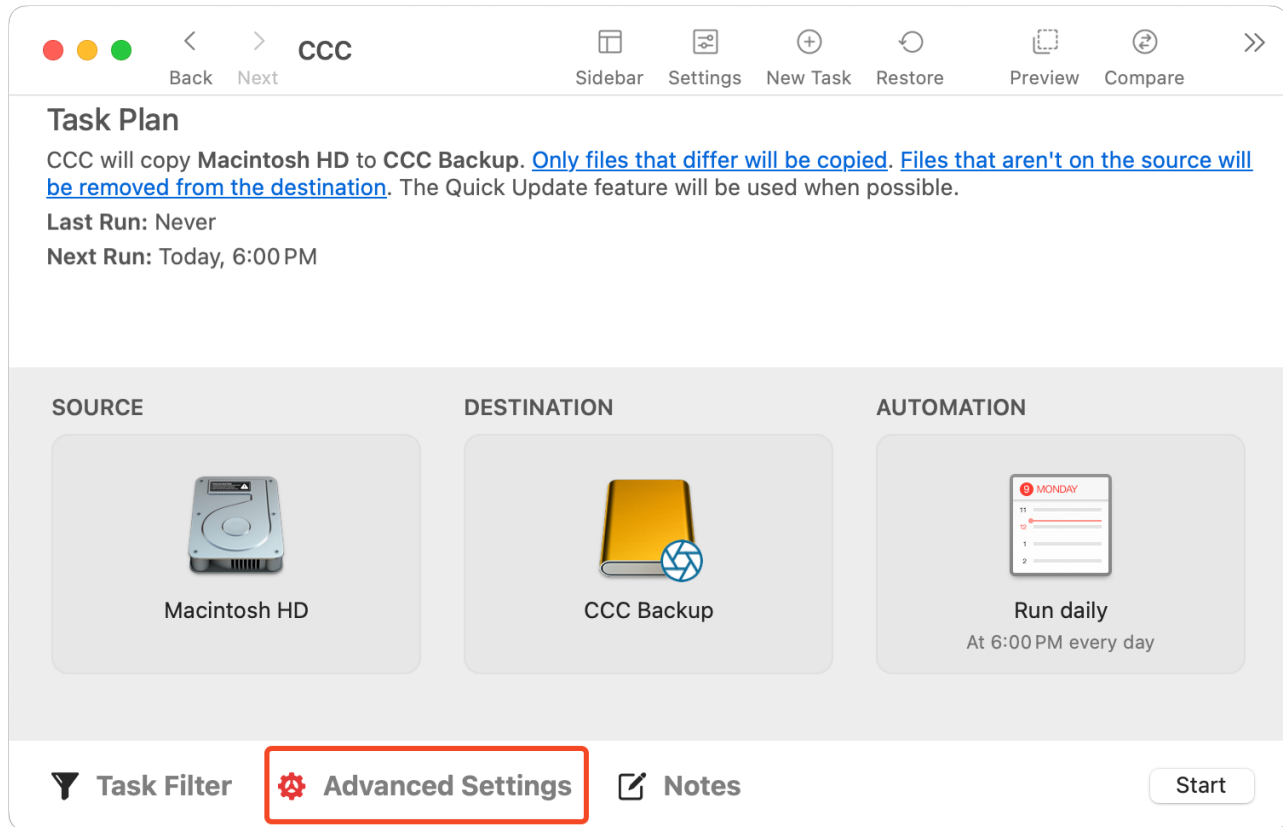 CCC
Back Next Sidebar Settings New Task Restore Preview Compare
Task Plan
CCC will copy Macintosh HD to CCC Backup. Only files that differ will be copied. Files that aren't on the source will
be removed from the destination. The Quick Update feature will be used when possible.
Last Run: Never
Next Run: Today, 6:00 PM
SOURCE DESTINATION AUTOMATION
9 MONDAY
11
12
1
2
Macintosh HD CCC Backup Run daily
At 6:00 PM every day
Task Filter Advanced Settings Notes Start